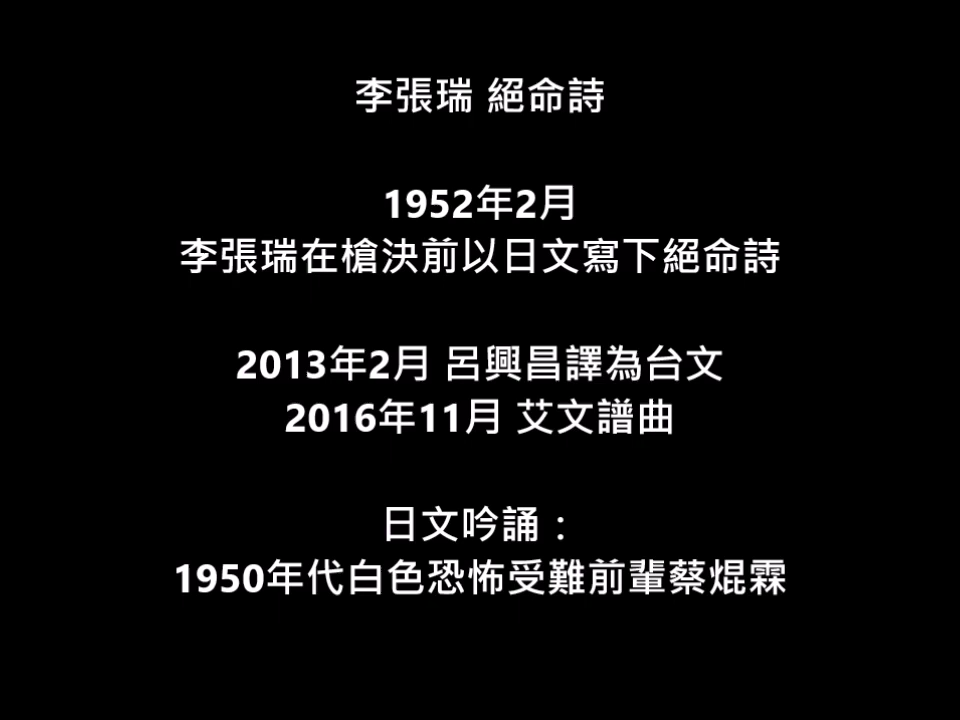 李張瑞 絕命詩
1952年2月
李張瑞在槍決前以日文寫下絕命詩
2013年2月 呂興昌譯為台文
2016年11月 艾文譜曲
日文吟誦：
1950年代白色恐怖受難前輩蔡焜霖